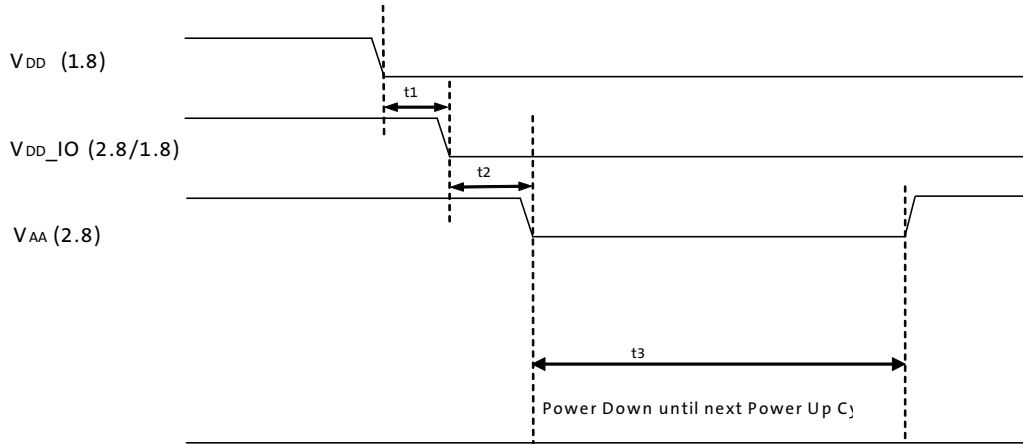 VDD (1.8)
t1
VDD_IO (2.8/1.8)
t2
VAA (2.8)
t3
Power Down until next Power Up Cy